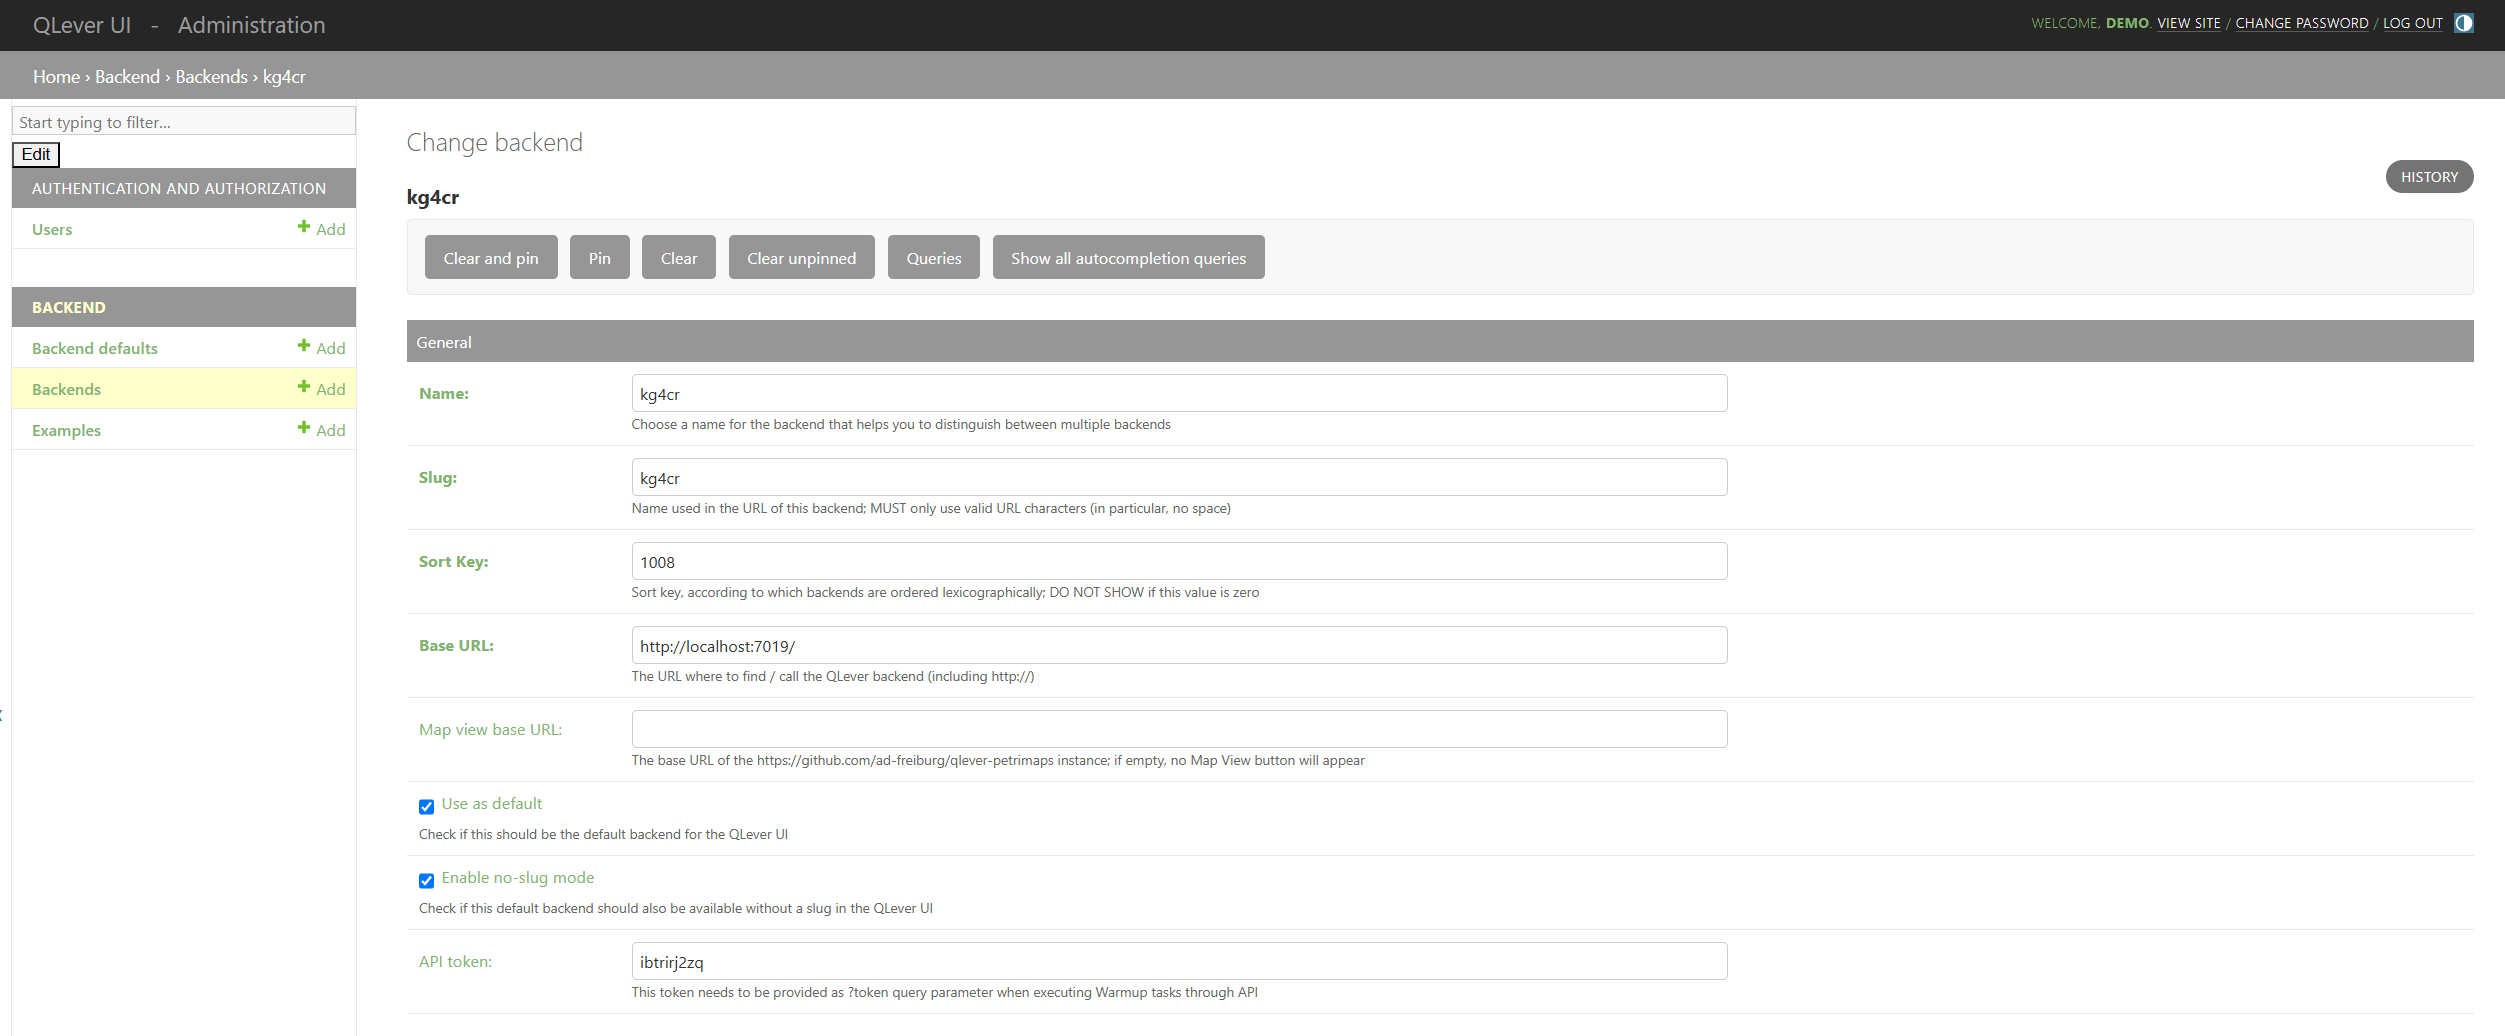 QLever UI - Administration
WELCOME, DEMO. VIEW SITE / CHANGE PASSWORD / LOG OUT
Home › Backend › Backends › kg4cr
Start typing to filter...
Edit
AUTHENTICATION AND AUTHORIZATION
Users Add
BACKEND
Backend defaults Add
Backends Add
Examples Add
Change backend
HISTORY
kg4cr
Clear and pin Pin Clear Clear unpinned Queries Show all autocompletion queries
General
Name: kg4cr
Choose a name for the backend that helps you to distinguish between multiple backends
Slug: kg4cr
Name used in the URL of this backend; MUST only use valid URL characters (in particular, no space)
Sort Key: 1008
Sort key, according to which backends are ordered lexicographically; DO NOT SHOW if this value is zero
Base URL: http://localhost:7019/
The URL where to find / call the QLever backend (including http://)
Map view base URL:
The base URL of the https://github.com/ad-freiburg/qlever-petrimaps instance; if empty, no Map View button will appear
Use as default
Check if this should be the default backend for the QLever UI
Enable no-slug mode
Check if this default backend should also be available without a slug in the QLever UI
API token: ibtrirj2zq
This token needs to be provided as ?token query parameter when executing Warmup tasks through API